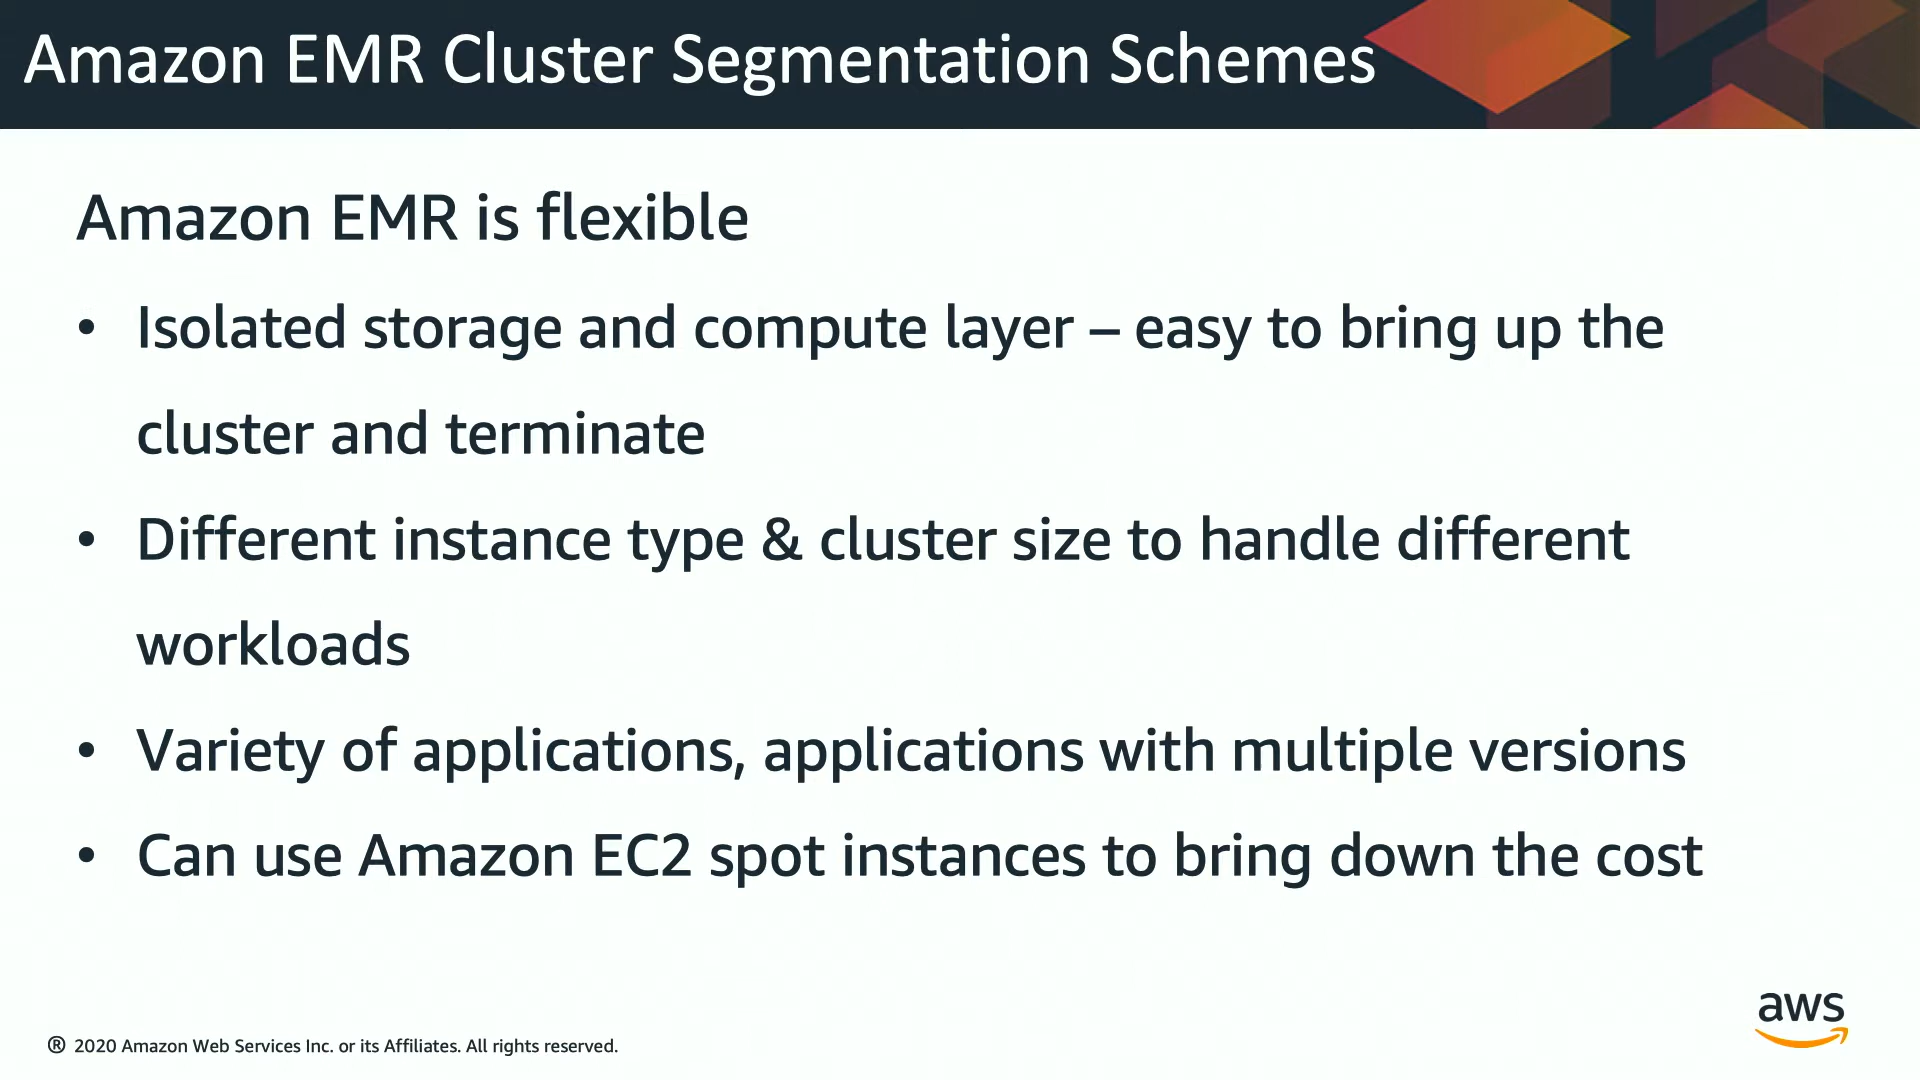 Amazon EMR Cluster Segmentation Schemes
Amazon EMR is flexible
• Isolated storage and compute layer – easy to bring up the
cluster and terminate
• Different instance type & cluster size to handle different
workloads
• Variety of applications, applications with multiple versions
• Can use Amazon EC2 spot instances to bring down the cost
aws
® 2020 Amazon Web Services Inc. or its Affiliates. All rights reserved.